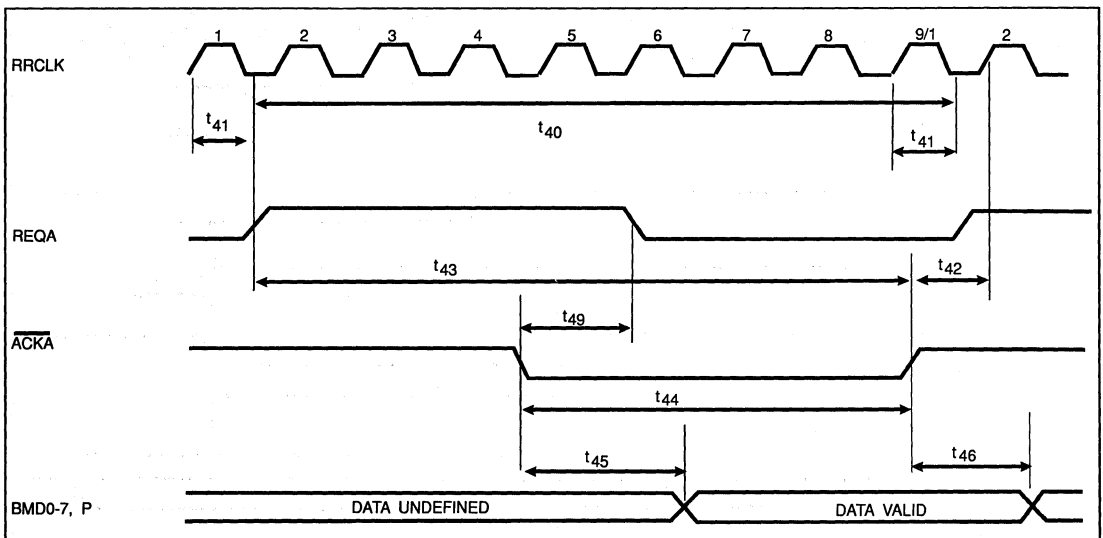 1 2 3 4 5 6 7 8 9/1 2
RRCLK
t41 t40 t41
REQA
t43 t42
t49
ACKA
t44
t45 t46
BMD0-7, P DATA UNDEFINED DATA VALID